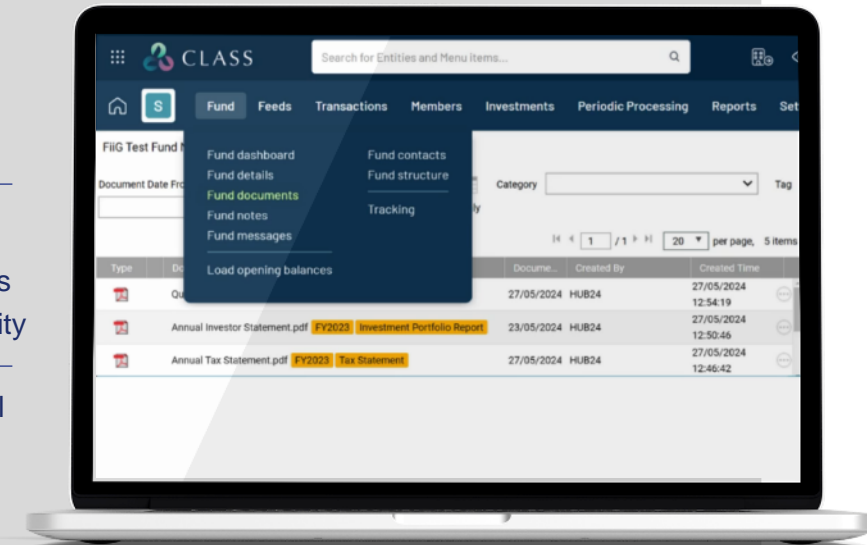 CLASS
Search for Entities and Menu items...
S
Fund Feeds Transactions Members Investments Periodic Processing Reports Set
FiiG Test Fund
Fund dashboard Fund contacts
Fund details Fund structure
Document Date Category Tag
Fund documents
Fund notes Tracking
ly
Fund messages
1 /1 20 per page, 5 items
Load opening balances
Type Docume... Created By Created Time
27/05/2024 HUB24 27/05/2024
12:54:19
Annual Investor Statement.pdf FY2023 Investment Portfolio Report 23/05/2024 HUB24 27/05/2024
12:50:46
Annual Tax Statement.pdf FY2023 Tax Statement 27/05/2024 HUB24 27/05/2024
12:46:42
s
ity